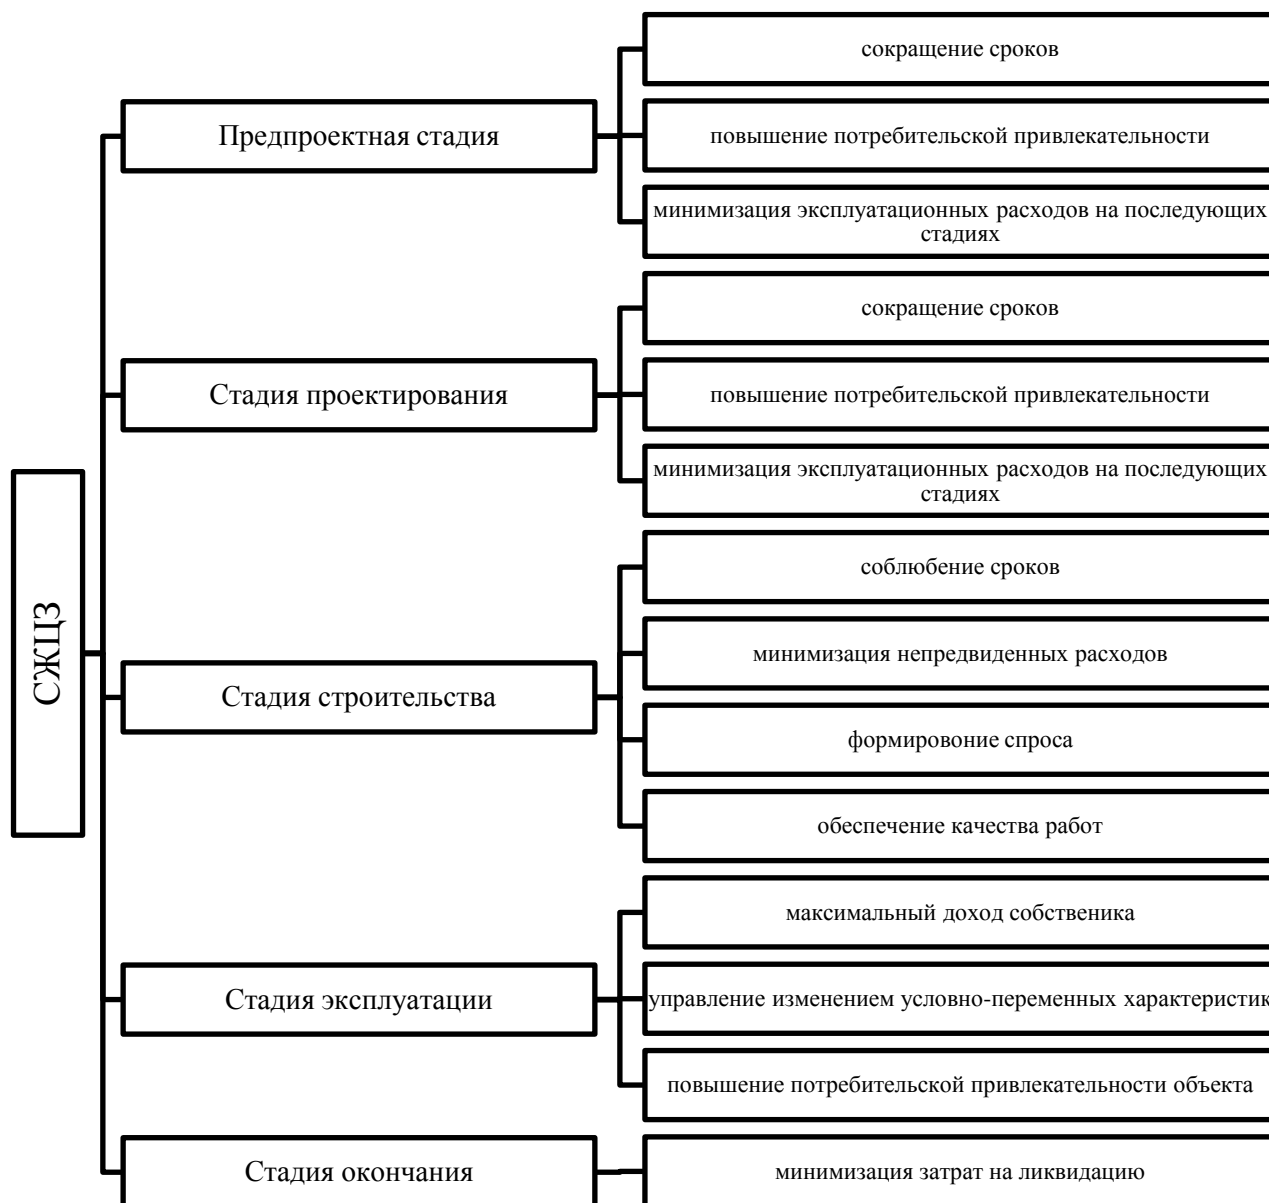 СЖЦЗ
Предпроектная стадия
сокращение сроков
повышение потребительской привлекательности
минимизация эксплуатационных расходов на последующих
стадиях
Стадия проектирования
сокращение сроков
повышение потребительской привлекательности
минимизация эксплуатационных расходов на последующих
стадиях
Стадия строительства
соблюбение сроков
минимизация непредвиденных расходов
формировоние спроса
обеспечение качества работ
Стадия эксплуатации
максимальный доход собственика
управление изменением условно-переменных характеристик
повышение потребительской привлекательности объекта
Стадия окончания
минимизация затрат на ликвидацию